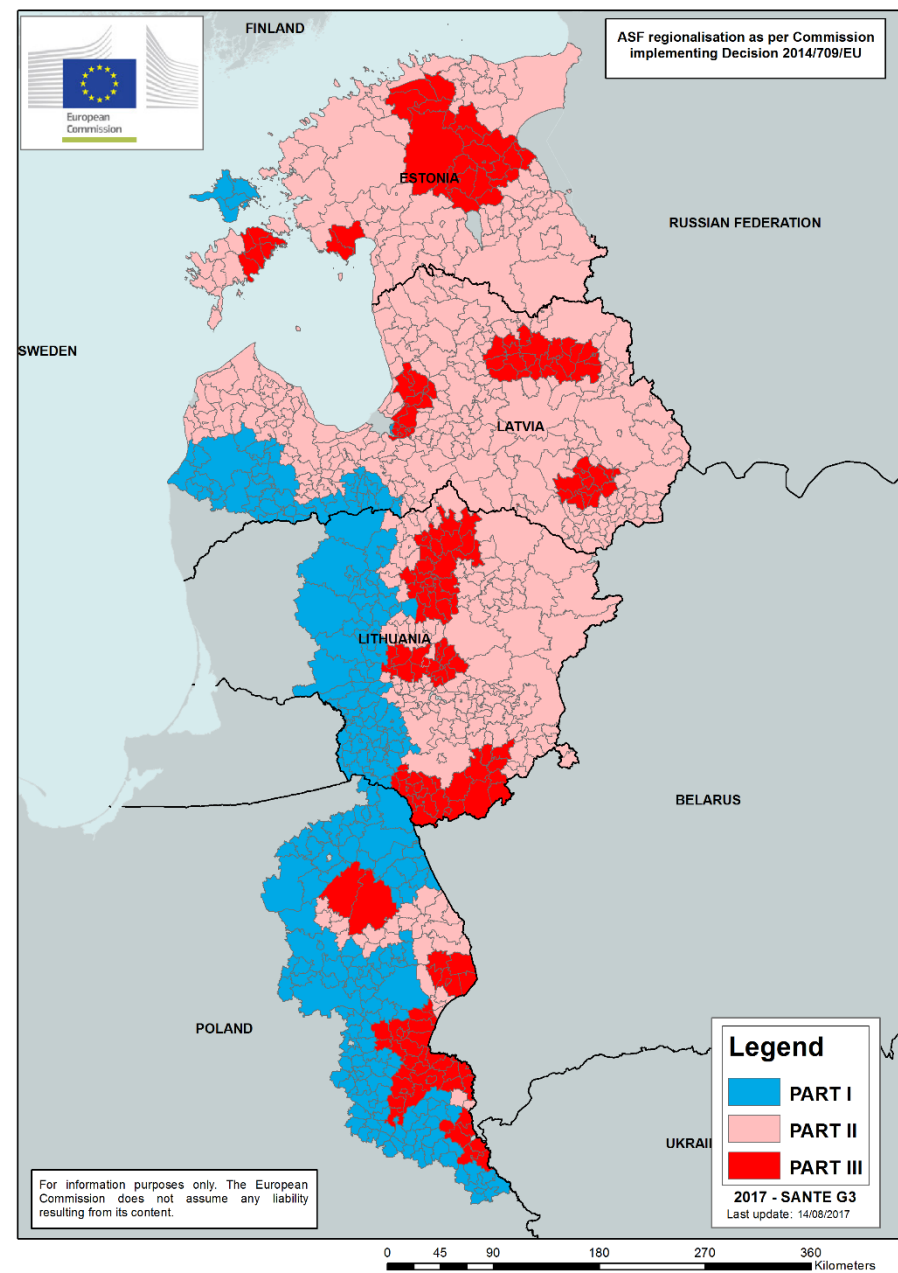 FINLAND
ASF regionalisation as per Commission
implementing Decision 2014/709/EU
European
Commission
ESTONIA
RUSSIAN FEDERATION
SWEDEN
LATVIA
LITHUANIA
BELARUS
POLAND
Legend
PART I
PART II
UKRAI
PART III
For information purposes only. The European
Commission does not assume any liability
resulting from its content.
2017 - SANTE G3
Last update: 14/08/2017
0 45 90 180 270 360
Kilometers